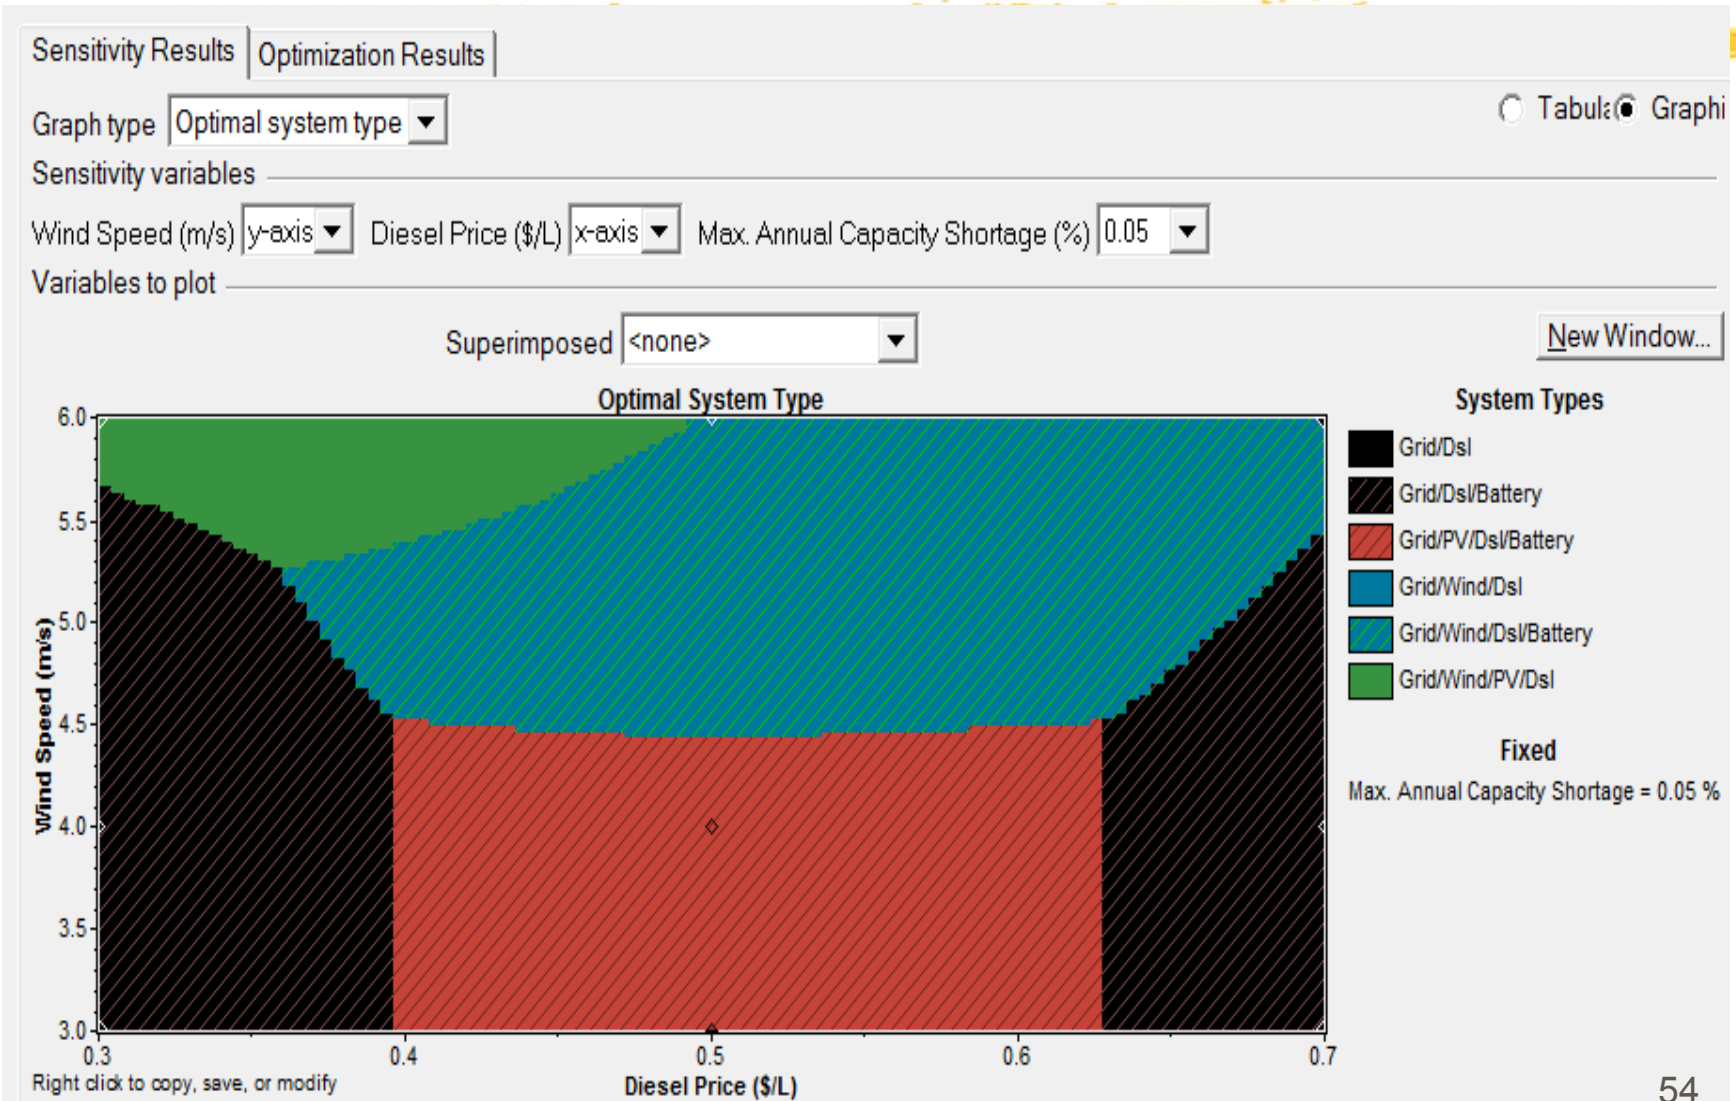 Sensitivity Results Optimization Results
Graph type Optimal system type Tabula Graphi
Sensitivity variables
Wind Speed (m/s) y-axis Diesel Price ($/L) x-axis Max. Annual Capacity Shortage (%) 0.05
Variables to plot
Superimposed <none> New Window...
Optimal System Type
System Types
Grid/Dsl
Grid/Dsl/Battery
Grid/PV/Dsl/Battery
Grid/Wind/Dsl
Grid/Wind/Dsl/Battery
Grid/Wind/PV/Dsl
Fixed
Max. Annual Capacity Shortage = 0.05 %
Wind Speed (m/s)
6.0
5.5
5.0
4.5
4.0
3.5
3.0
0.3 0.4 0.5 0.6 0.7
Diesel Price ($/L)
Right click to copy, save, or modify
54